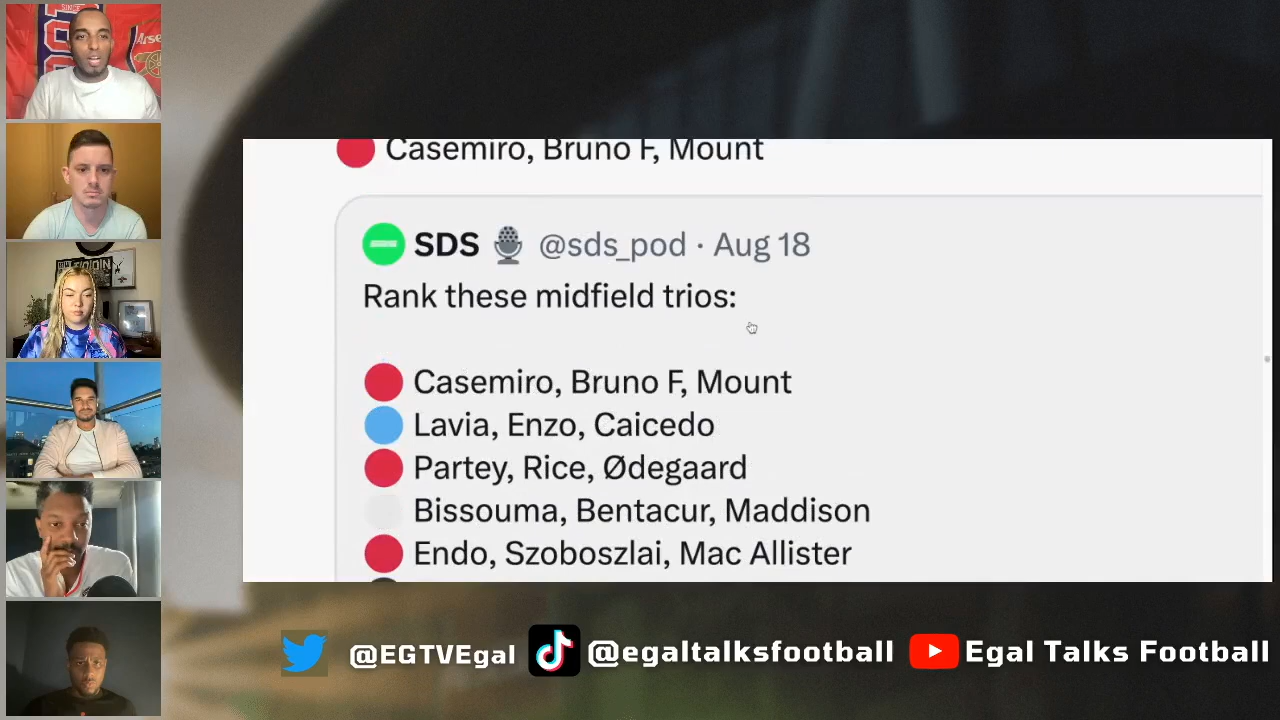 Casemiro, Bruno F, Mount
SDS @sds_pod · Aug 18
Rank these midfield trios:
Casemiro, Bruno F, Mount
Lavia, Enzo, Caicedo
Partey, Rice, Ødegaard
Bissouma, Bentacur, Maddison
Endo, Szoboszlai, Mac Allister
@EGTVEgal
@egaltalksfootball
Egal Talks Football